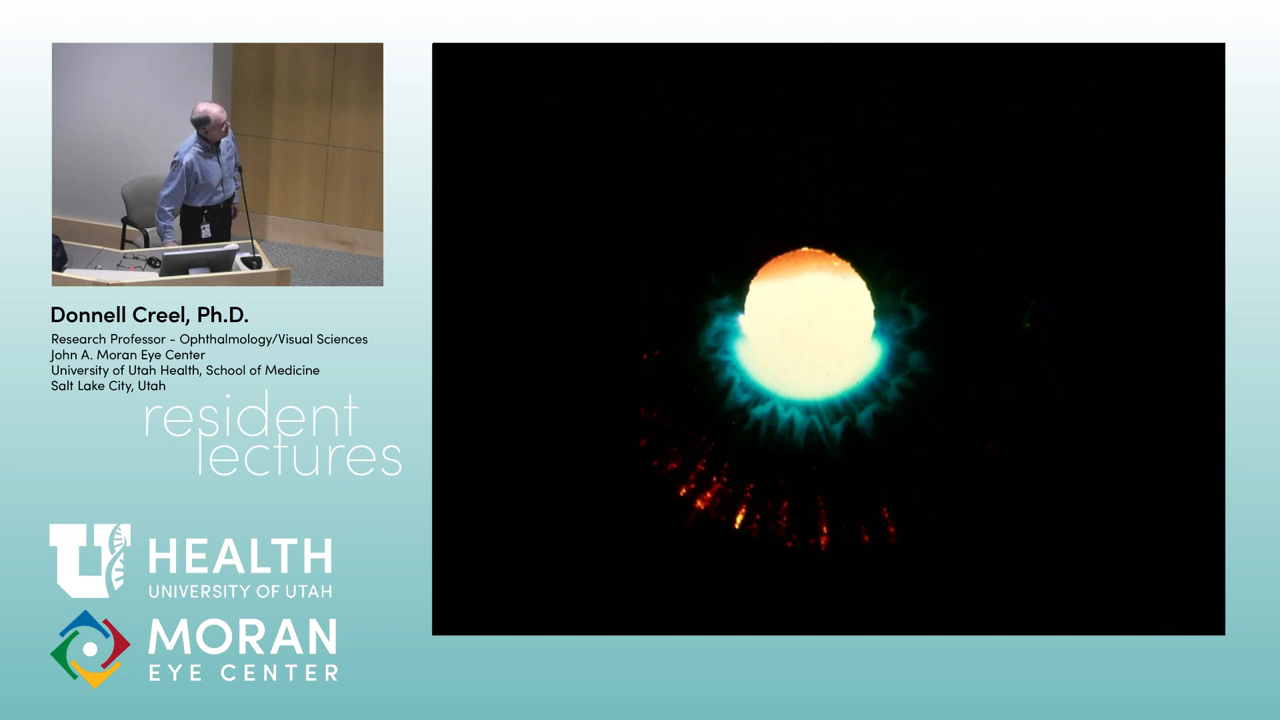 Donnell Creel, Ph.D.
Research Professor - Ophthalmology/Visual Sciences
John A. Moran Eye Center
University of Utah Health, School of Medicine
Salt Lake City, Utah
resident
lectures
U HEALTH
UNIVERSITY OF UTAH
MORAN
EYE CENTER